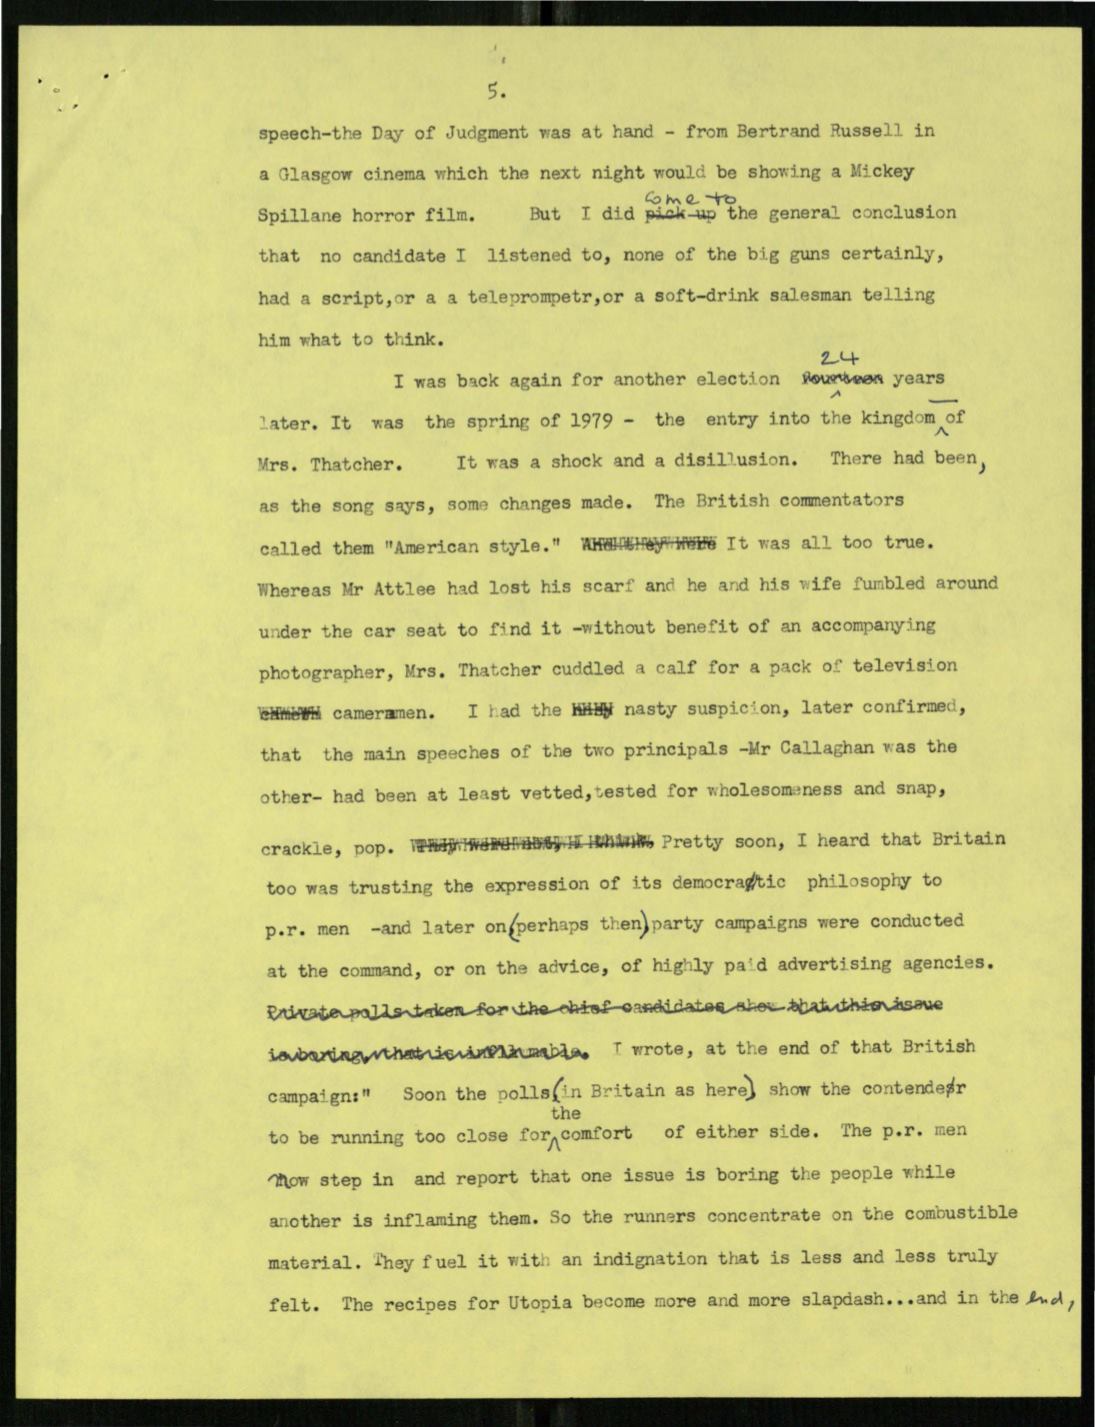 5.
speech-the Day of Judgment was at hand - from Bertrand Russell in
a Glasgow cinema which the next night would be showing a Mickey
come to
Spillane horror film. But I did pick up the general conclusion
that no candidate I listened to, none of the big guns certainly,
had a script,or a a teleprompetr,or a soft-drink salesman telling
him what to think.
24
I was back again for another election fourteen years
later. It was the spring of 1979 - the entry into the kingdom of
Mrs. Thatcher. It was a shock and a disillusion. There had been,
as the song says, some changes made. The British commentators
called them "American style." And they were It was all too true.
Whereas Mr Attlee had lost his scarf and he and his wife fumbled around
under the car seat to find it -without benefit of an accompanying
photographer, Mrs. Thatcher cuddled a calf for a pack of television
cameramen. I had the nasty suspicion, later confirmed,
that the main speeches of the two principals -Mr Callaghan was the
other- had been at least vetted,tested for wholesomeness and snap,
crackle, pop. They were not, I think, Pretty soon, I heard that Britain
too was trusting the expression of its democratic philosophy to
p.r. men -and later on(perhaps then)party campaigns were conducted
at the command, or on the advice, of highly paid advertising agencies.
Private polls taken for the chief candidates show that this issue
is boring, that is inflamable. I wrote, at the end of that British
campaign:" Soon the polls(in Britain as here) show the contender
the
to be running too close for comfort of either side. The p.r. men
Now step in and report that one issue is boring the people while
another is inflaming them. So the runners concentrate on the combustible
material. They fuel it with an indignation that is less and less truly
felt. The recipes for Utopia become more and more slapdash...and in the end,